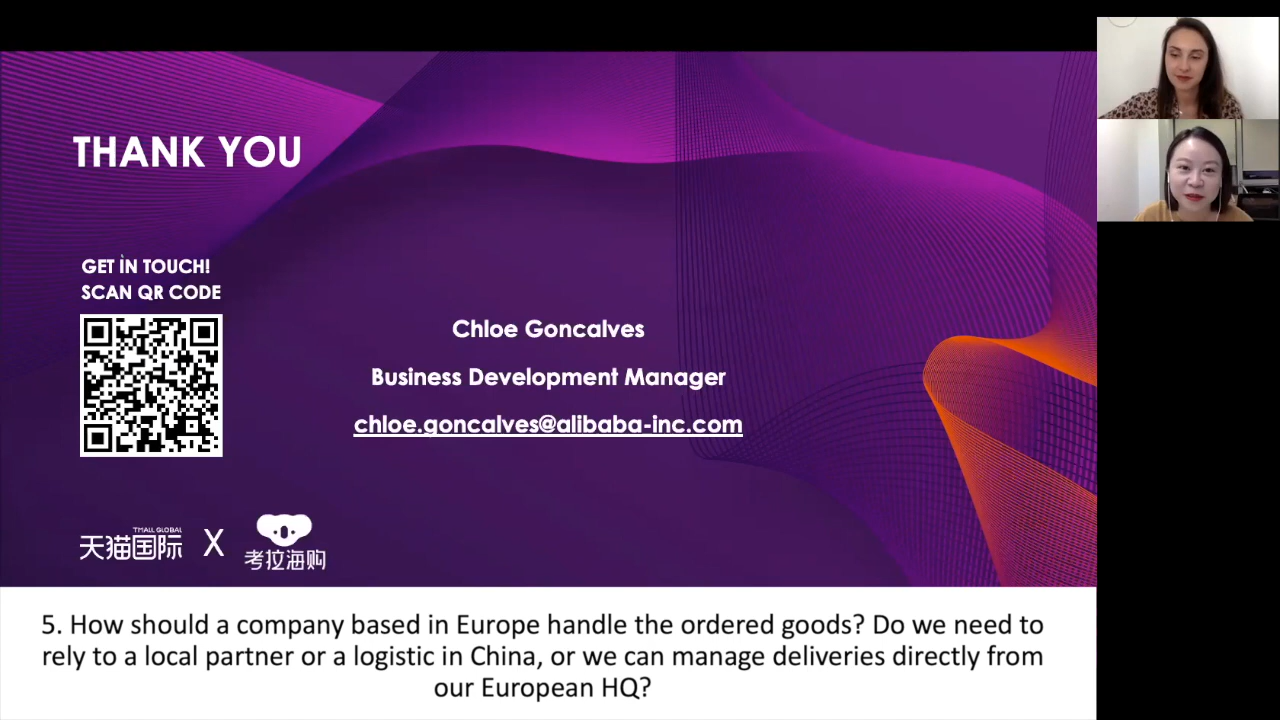 THANK YOU
GET IN TOUCH!
SCAN QR CODE
Chloe Goncalves
Business Development Manager
chloe.goncalves@alibaba-inc.com
TMALL GLOBAL
天猫国际
X
考拉海购
5. How should a company based in Europe handle the ordered goods? Do we need to
rely to a local partner or a logistic in China, or we can manage deliveries directly from
our European HQ?